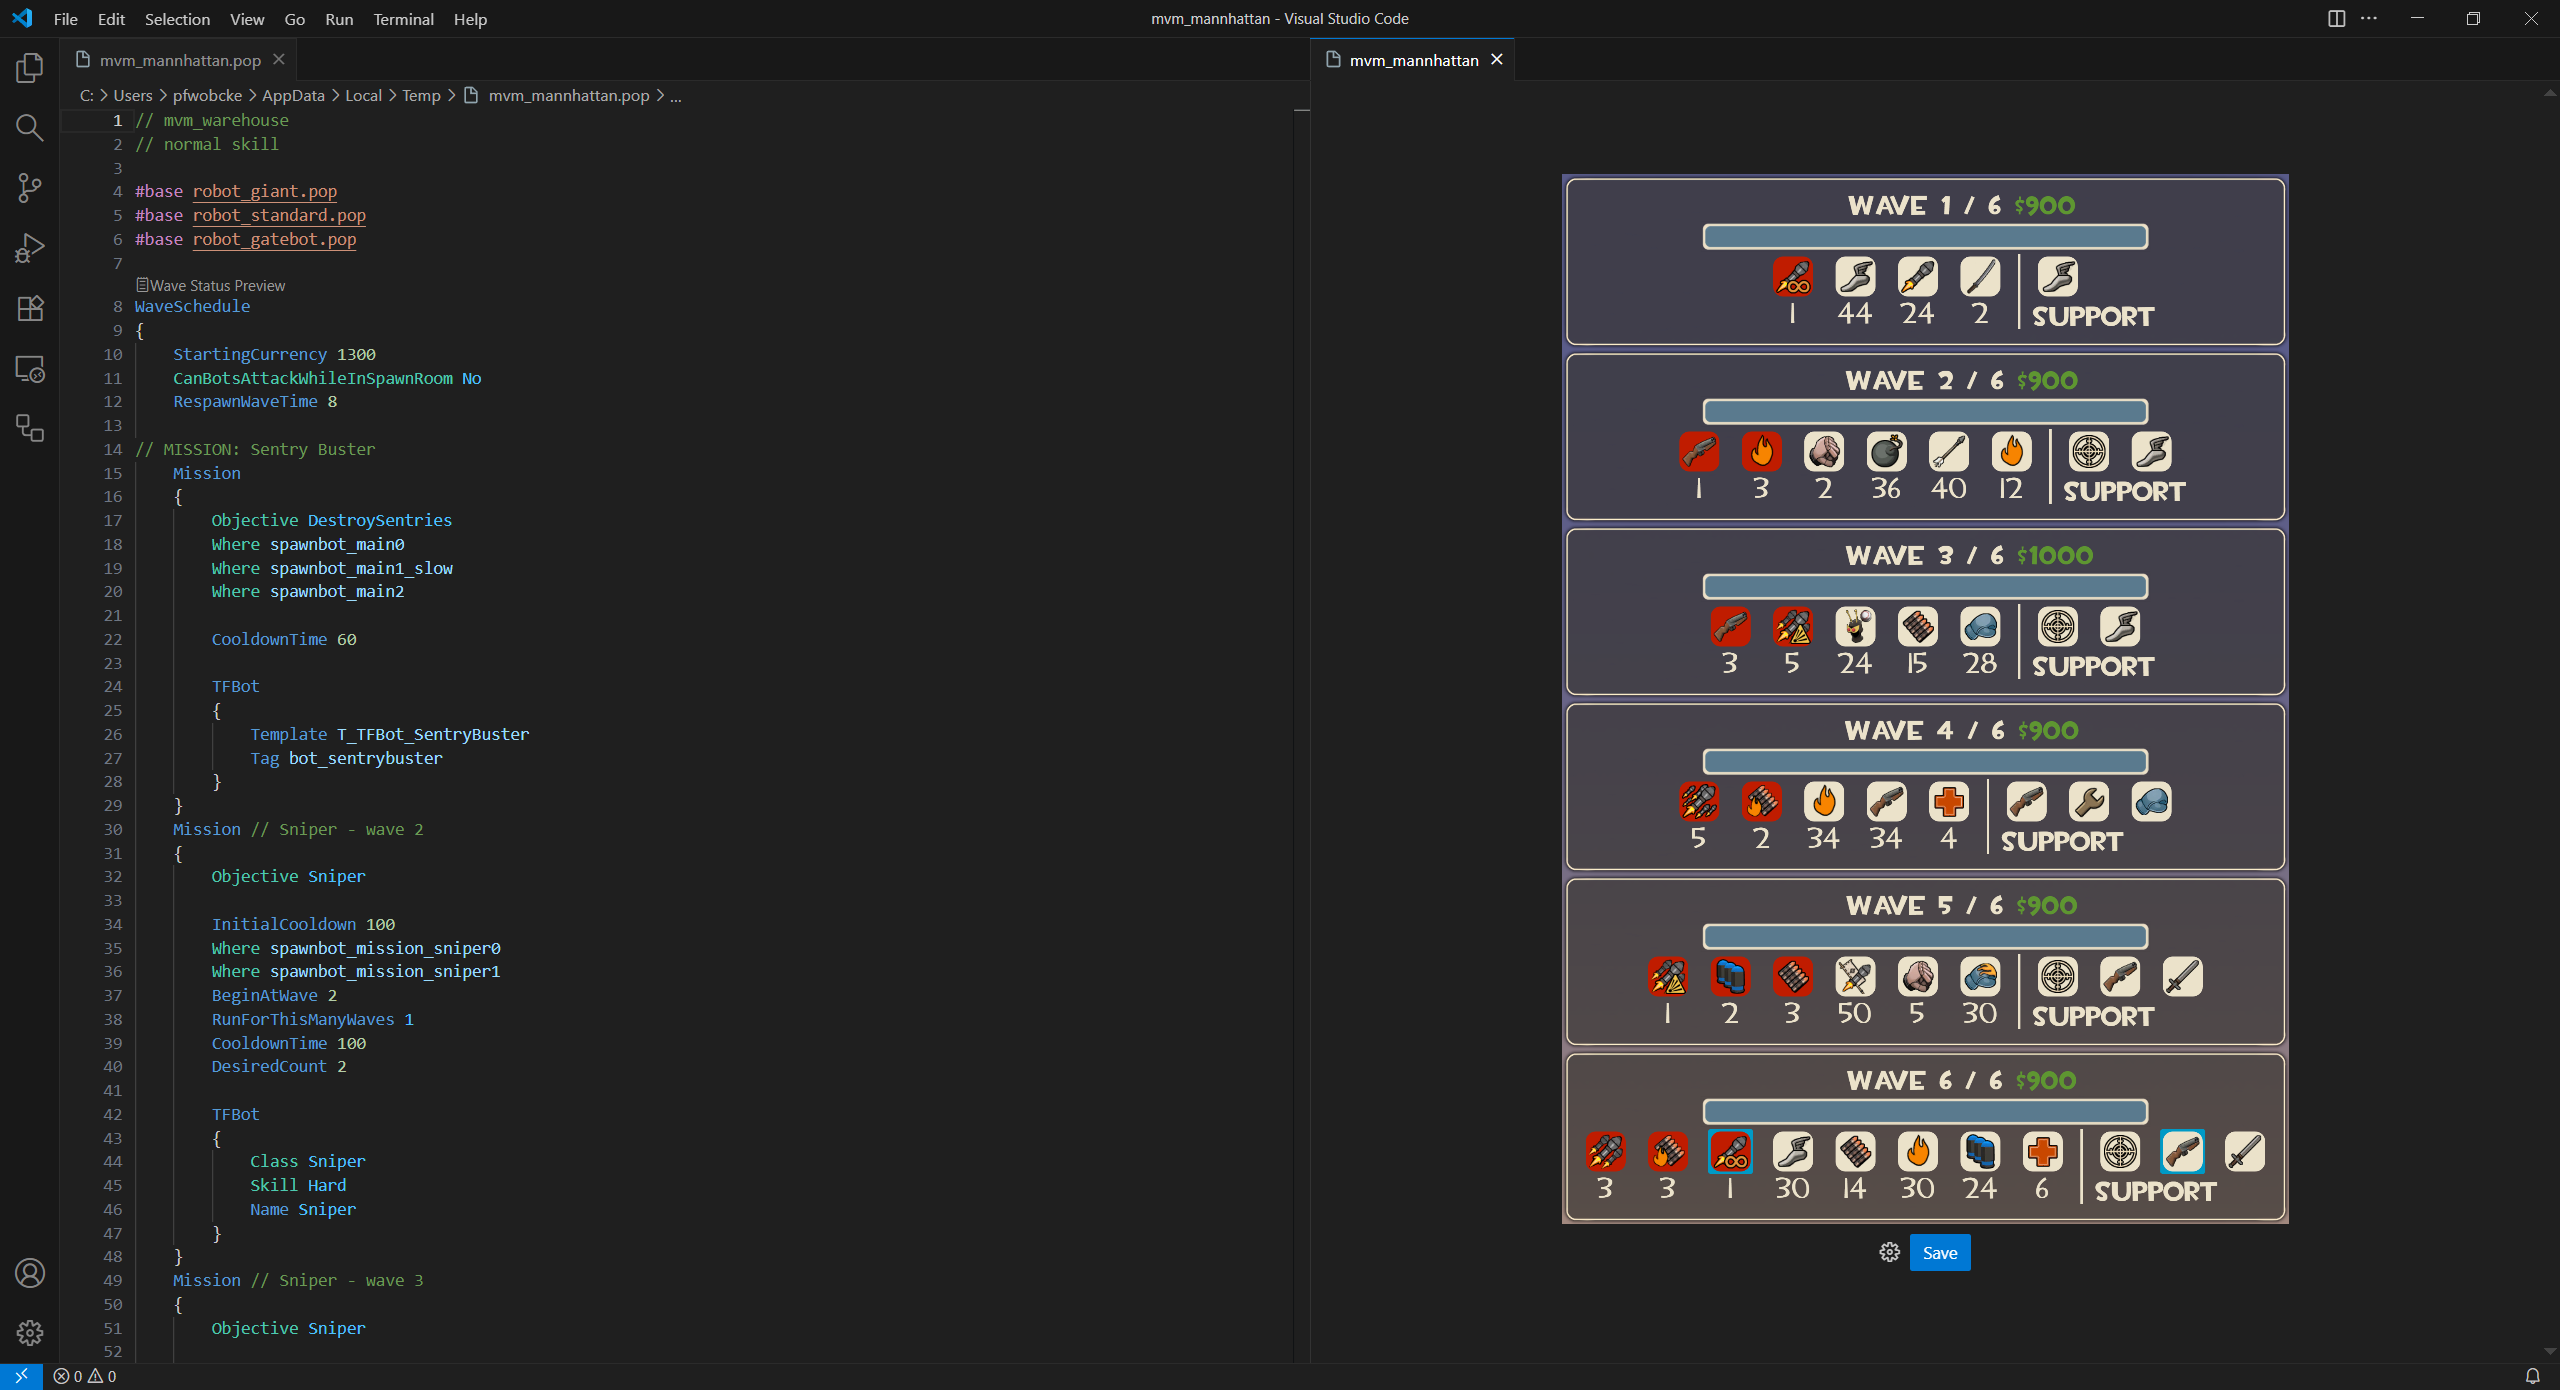 File Edit Selection View Go Run Terminal Help
mvm_mannhattan - Visual Studio Code
mvm_mannhattan.pop
C: > Users > pfwobcke > AppData > Local > Temp > mvm_mannhattan.pop > ...
1 // mvm_warehouse
2 // normal skill
3
4 #base robot_giant.pop
5 #base robot_standard.pop
6 #base robot_gatebot.pop
7
Wave Status Preview
8 WaveSchedule
9 {
10 StartingCurrency 1300
11 CanBotsAttackWhileInSpawnRoom No
12 RespawnWaveTime 8
13
14 // MISSION: Sentry Buster
15 Mission
16 {
17 Objective DestroySentries
18 Where spawnbot_main0
19 Where spawnbot_main1_slow
20 Where spawnbot_main2
21
22 CooldownTime 60
23
24 TFBot
25 {
26 Template T_TFBot_SentryBuster
27 Tag bot_sentrybuster
28 }
29 }
30 Mission // Sniper - wave 2
31 {
32 Objective Sniper
33
34 InitialCooldown 100
35 Where spawnbot_mission_sniper0
36 Where spawnbot_mission_sniper1
37 BeginAtWave 2
38 RunForThisManyWaves 1
39 CooldownTime 100
40 DesiredCount 2
41
42 TFBot
43 {
44 Class Sniper
45 Skill Hard
46 Name Sniper
47 }
48 }
49 Mission // Sniper - wave 3
50 {
51 Objective Sniper
52
0 0
mvm_mannhattan
WAVE 1 / 6 $900
1 44 24 2 SUPPORT
WAVE 2 / 6 $900
1 3 2 36 40 12 SUPPORT
WAVE 3 / 6 $1000
3 5 24 15 28 SUPPORT
WAVE 4 / 6 $900
5 2 34 34 4 SUPPORT
WAVE 5 / 6 $900
1 2 3 50 5 30 SUPPORT
WAVE 6 / 6 $900
3 3 1 30 14 30 24 6 SUPPORT
Save